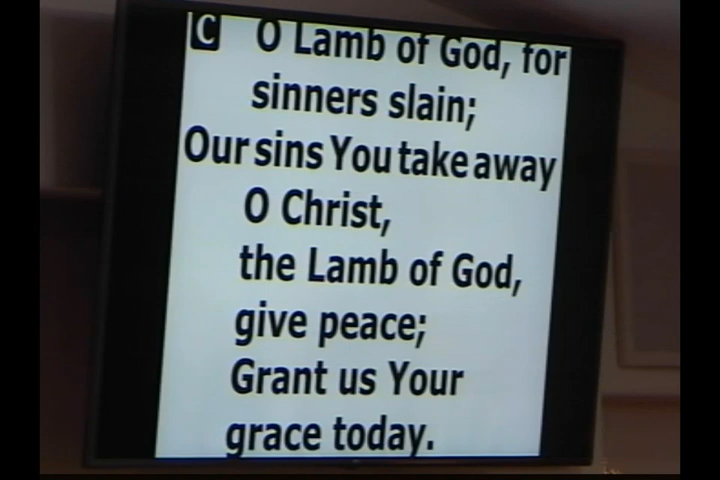 C O Lamb of God, for
sinners slain;
Our sins You take away
O Christ,
the Lamb of God,
give peace;
Grant us Your
grace today.